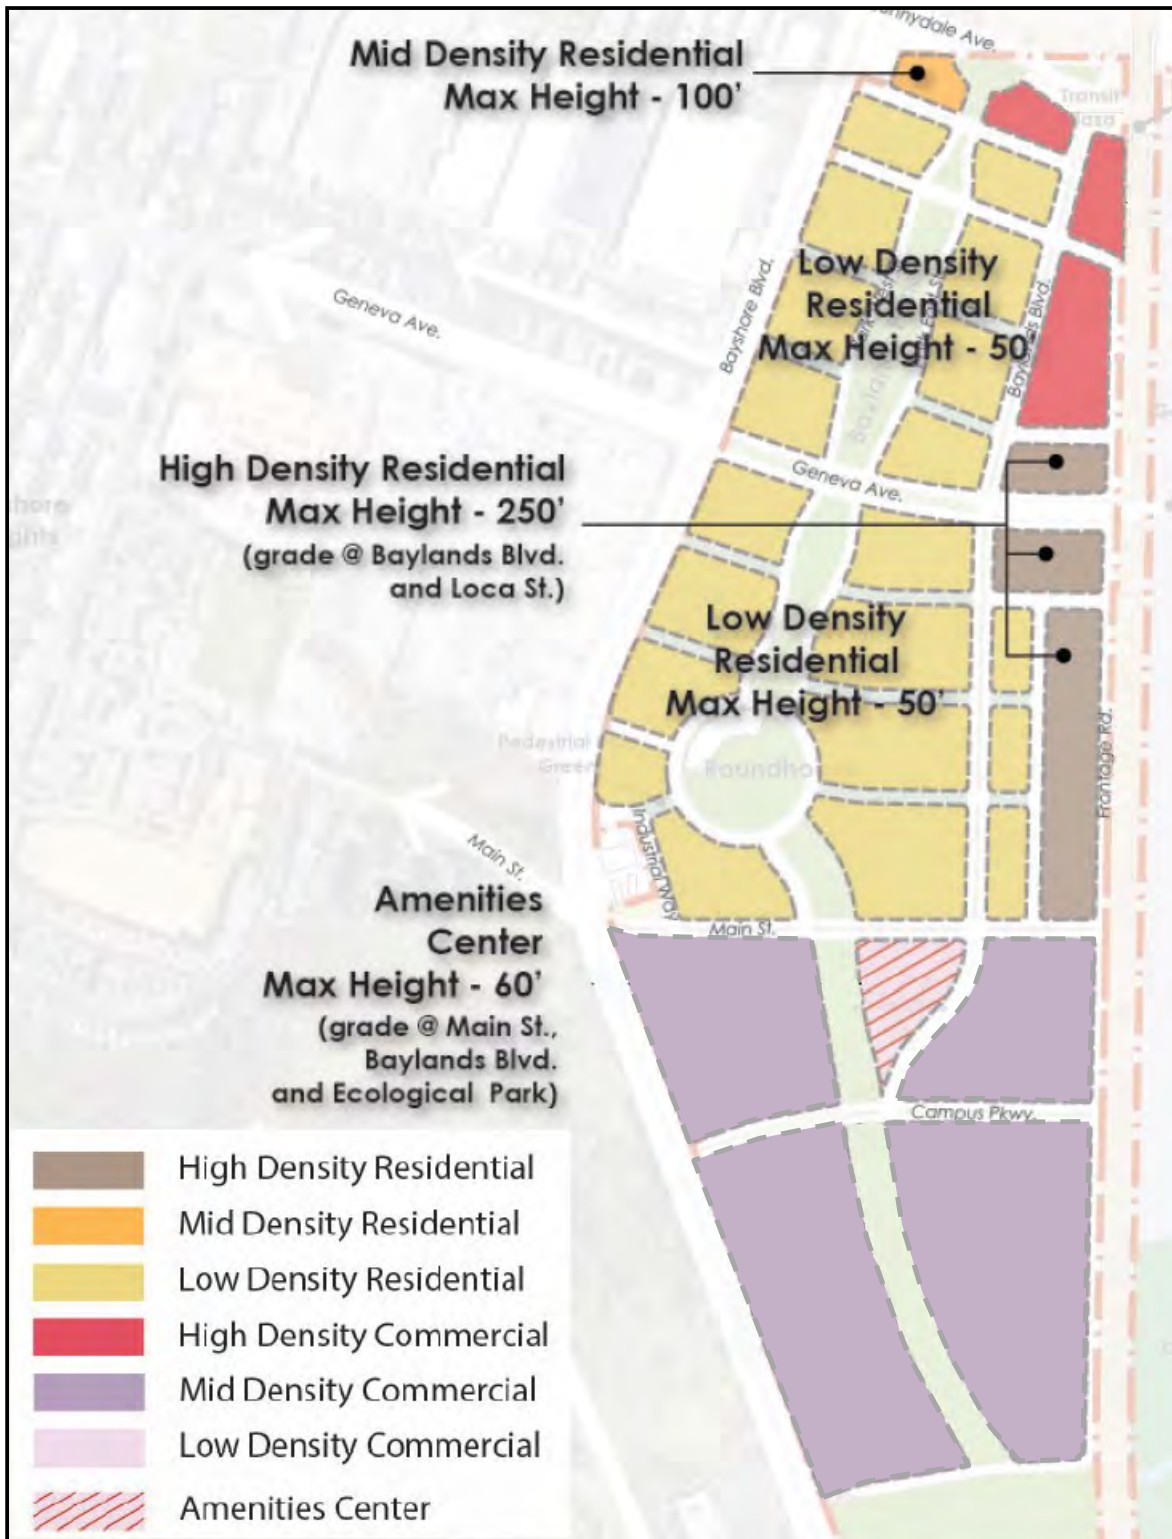 Mid Density Residential
Max Height - 100'
Ave.
Transit
Bayshore Blvd.
Geneva Ave.
Low Density
Residential
Max Height - 50'
Baylands Blvd.
High Density Residential
Max Height - 250'
(grade @ Baylands Blvd.
and Loca St.)
Geneva Ave.
Low Density
Residential
Max Height - 50'
Frontage Rd.
Pedestrial
Green
Industrial Way
Main St.
Amenities
Center
Max Height - 60'
(grade @ Main St.,
Baylands Blvd.
and Ecological Park)
Main St.
Campus Pkwy.
High Density Residential
Mid Density Residential
Low Density Residential
High Density Commercial
Mid Density Commercial
Low Density Commercial
Amenities Center